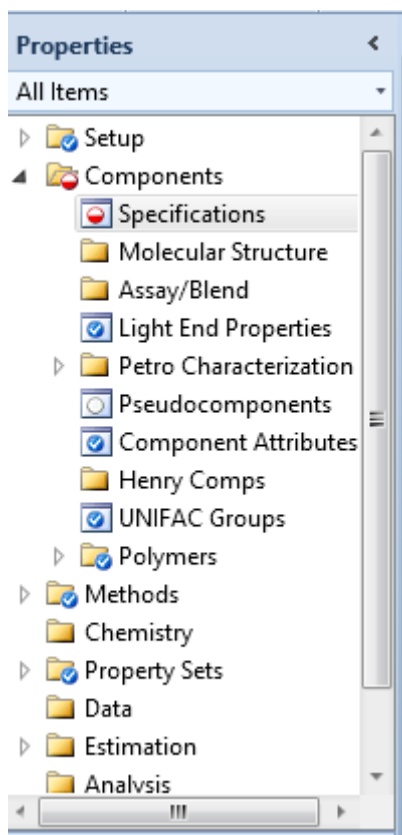 Properties
All Items
Setup
Components
Specifications
Molecular Structure
Assay/Blend
Light End Properties
Petro Characterization
Pseudocomponents
Component Attributes
Henry Comps
UNIFAC Groups
Polymers
Methods
Chemistry
Property Sets
Data
Estimation
Analysis